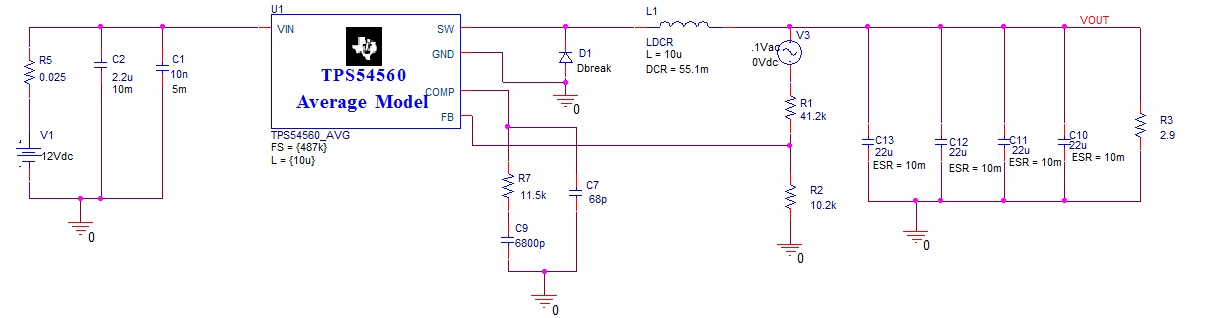 U1
VIN
SW
GND
COMP
FB
TPS54560
Average Model
TPS54560_AVG
FS = {487k}
L = {10u}
R5
0.025
C2
2.2u
10m
C1
10n
5m
V1
12Vdc
0
D1
Dbreak
0
L1
LDCR
L = 10u
DCR = 55.1m
V3
.1Vac
0Vdc
R1
41.2k
R2
10.2k
0
R7
11.5k
C9
6800p
C7
68p
0
VOUT
C13
22u
ESR = 10m
C12
22u
ESR = 10m
C11
22u
ESR = 10m
C10
22u
ESR = 10m
R3
2.9
0